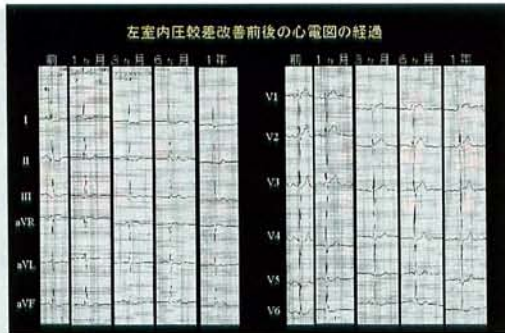 左室内圧較差改善前後の心電図の経過
前 1ヶ月 3ヶ月 6ヶ月 1年
I
II
III
aVR
aVL
aVF
前 1ヶ月 3ヶ月 6ヶ月 1年
V1
V2
V3
V4
V5
V6